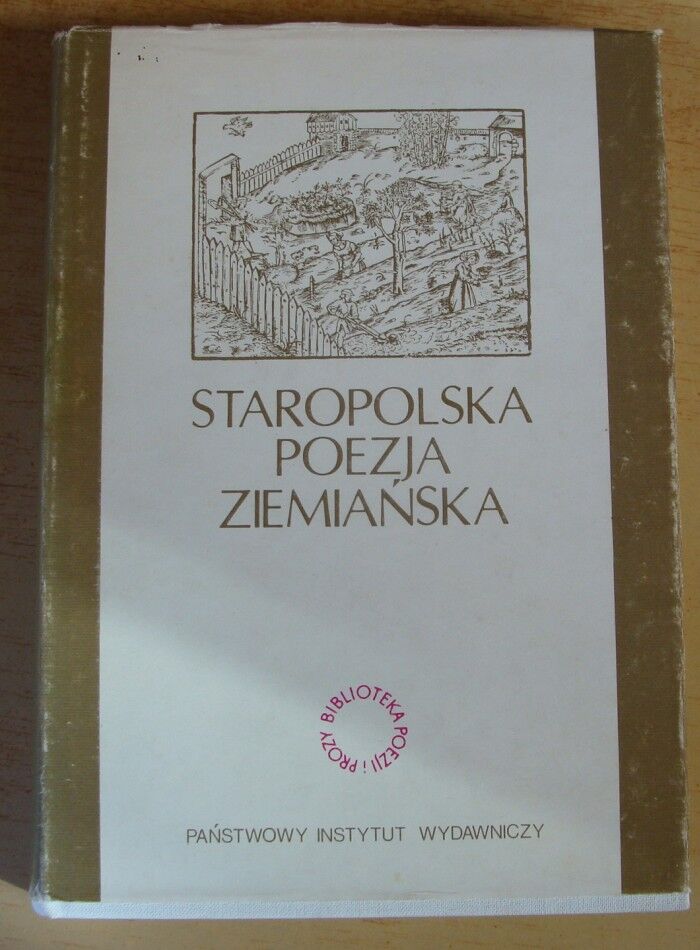 STAROPOLSKA
POEZJA
ZIEMIAŃSKA
BIBLIOTEKA POEZJI i PROZY
PAŃSTWOWY INSTYTUT WYDAWNICZY